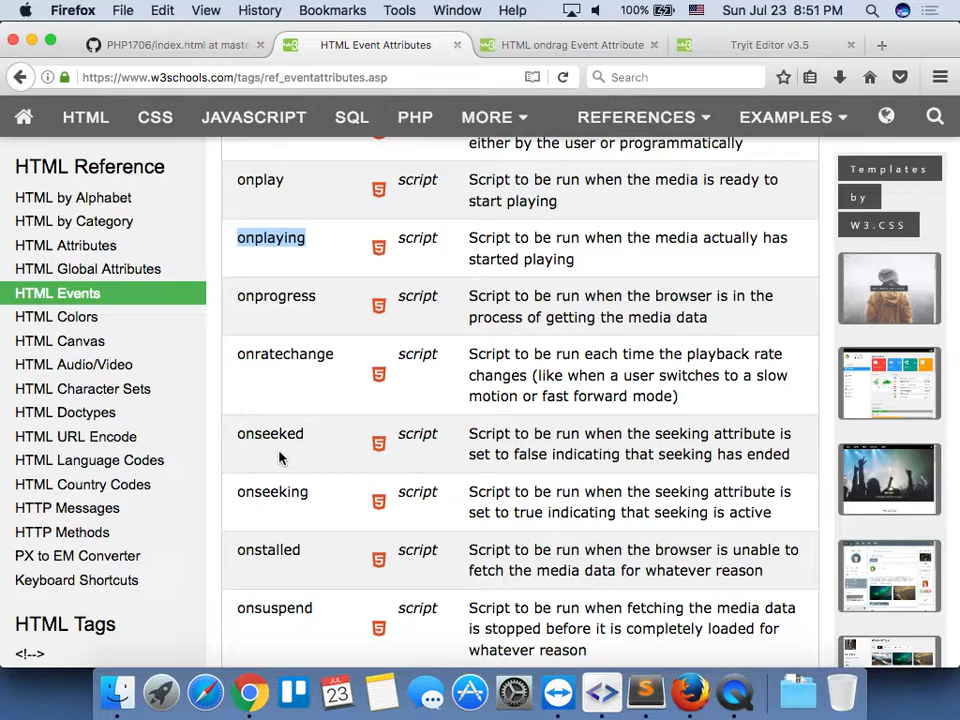 Firefox File Edit View History Bookmarks Tools Window Help 100% Sun Jul 23 8:51 PM
PHP1706/index.html at mast HTML Event Attributes HTML ondrag Event Attribute Tryit Editor v3.5
https://www.w3schools.com/tags/ref_eventattributes.asp Search
HTML CSS JAVASCRIPT SQL PHP MORE REFERENCES EXAMPLES
HTML Reference
HTML by Alphabet
HTML by Category
HTML Attributes
HTML Global Attributes
HTML Events
HTML Colors
HTML Canvas
HTML Audio/Video
HTML Character Sets
HTML Doctypes
HTML URL Encode
HTML Language Codes
HTML Country Codes
HTTP Messages
HTTP Methods
PX to EM Converter
Keyboard Shortcuts
HTML Tags
<!-->
either by the user or programmatically
onplay script Script to be run when the media is ready to
start playing
onplaying script Script to be run when the media actually has
started playing
onprogress script Script to be run when the browser is in the
process of getting the media data
onratechange script Script to be run each time the playback rate
changes (like when a user switches to a slow
motion or fast forward mode)
onseeked script Script to be run when the seeking attribute is
set to false indicating that seeking has ended
onseeking script Script to be run when the seeking attribute is
set to true indicating that seeking is active
onstalled script Script to be run when the browser is unable to
fetch the media data for whatever reason
onsuspend script Script to be run when fetching the media data
is stopped before it is completely loaded for
whatever reason
Templates
by
W3.CSS
JUL
23